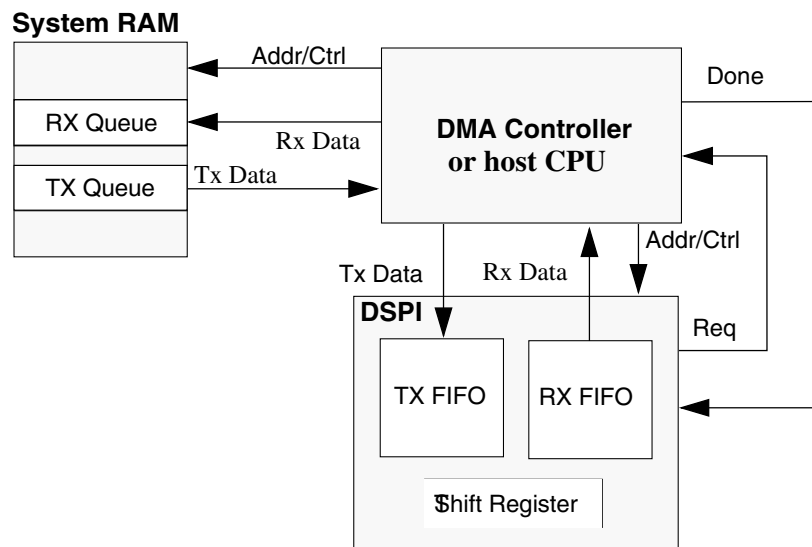 System RAM
Addr/Ctrl
Done
RX Queue
Rx Data
DMA Controller
or host CPU
TX Queue
Tx Data
Addr/Ctrl
Tx Data
Rx Data
DSPI
Req
TX FIFO
RX FIFO
Shift Register